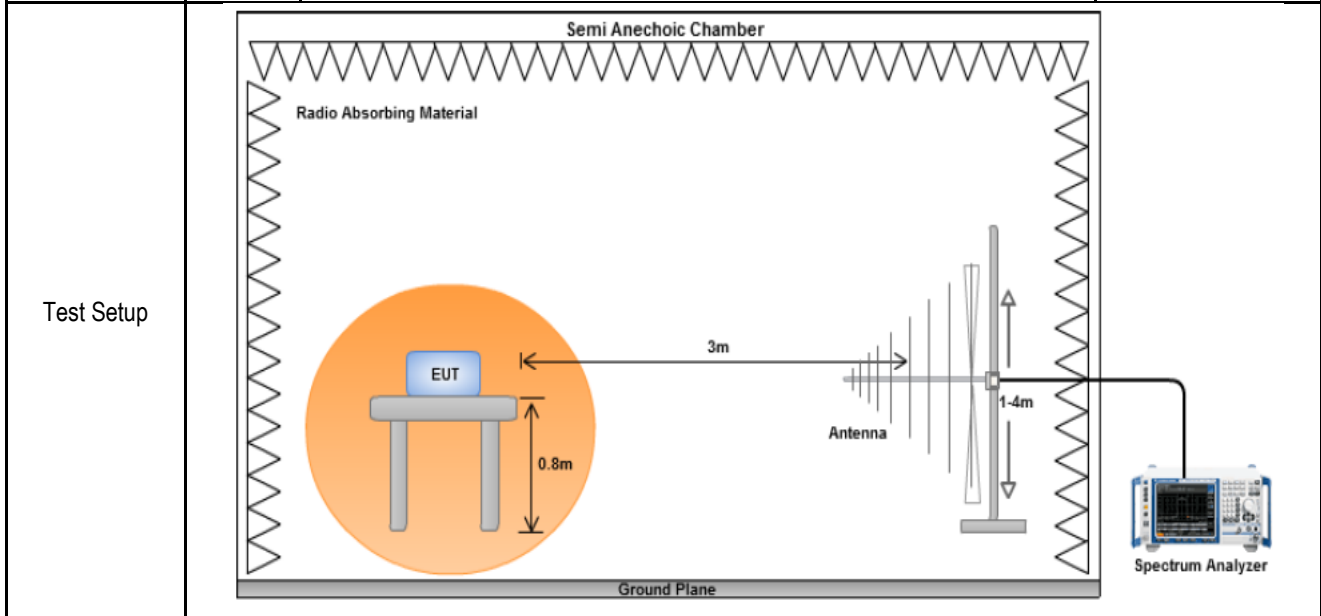 Semi Anechoic Chamber
Radio Absorbing Material
Test Setup
3m
EUT
1-4m
Antenna
0.8m
Spectrum Analyzer
Ground Plane